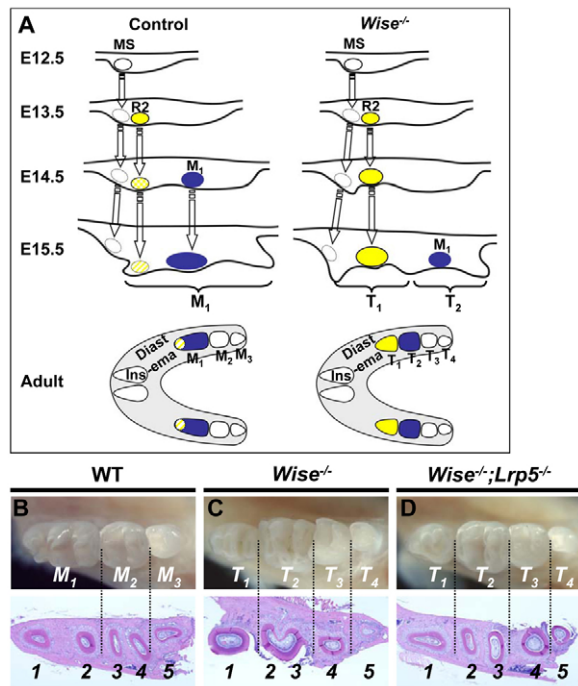 A Control Wise-/-
E12.5 MS MS
E13.5 R2 R2
E14.5 M1
E15.5 M1
M1 T1 T2
Adult
Diast Diast
Ins -ema M1 M2 M3 Ins -ema T1 T2 T3 T4
WT Wise-/- Wise-/-;Lrp5-/-
B C D
M1 M2 M3 T1 T2 T3 T4 T1 T2 T3 T4
1 2 3 4 5 1 2 3 4 5 1 2 3 4 5